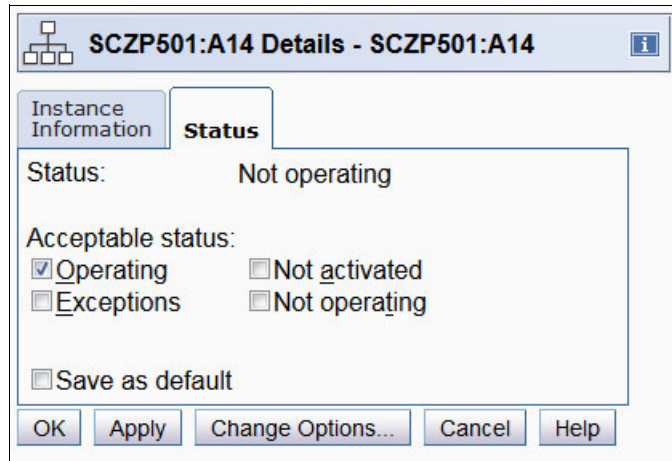 SCZP501:A14 Details - SCZP501:A14
i
Instance
Information
Status
Status: Not operating
Acceptable status:
Operating Not activated
Exceptions Not operating
Save as default
OK Apply Change Options... Cancel Help